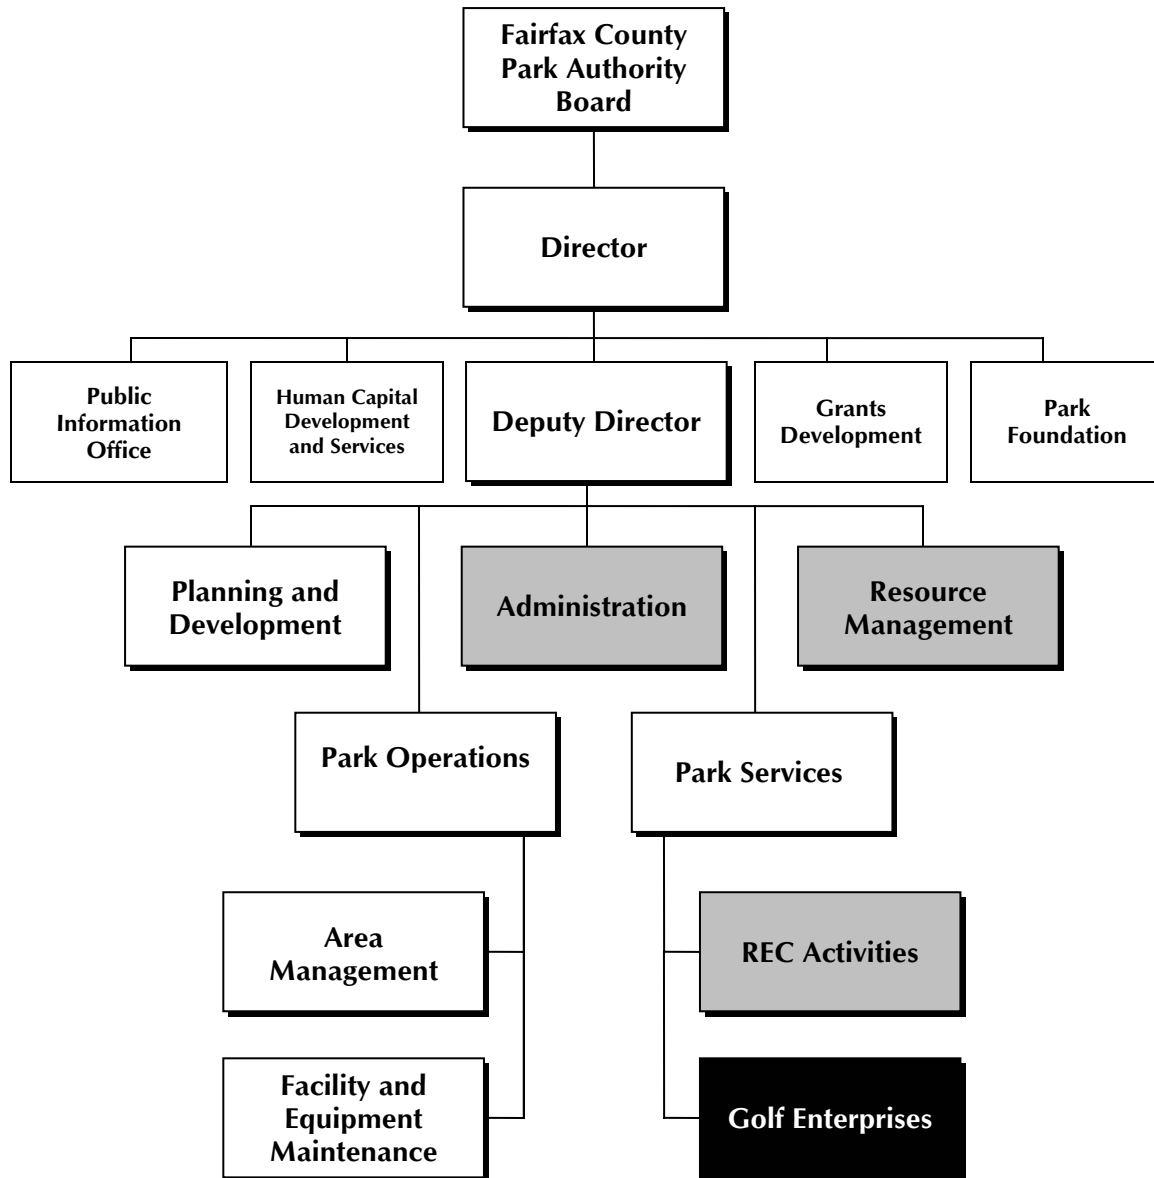 Fairfax County
Park Authority
Board
Director
Public
Information
Office
Human Capital
Development
and Services
Deputy Director
Grants
Development
Park
Foundation
Planning and
Development
Administration
Resource
Management
Park Operations
Park Services
Area
Management
REC Activities
Facility and
Equipment
Maintenance
Golf Enterprises